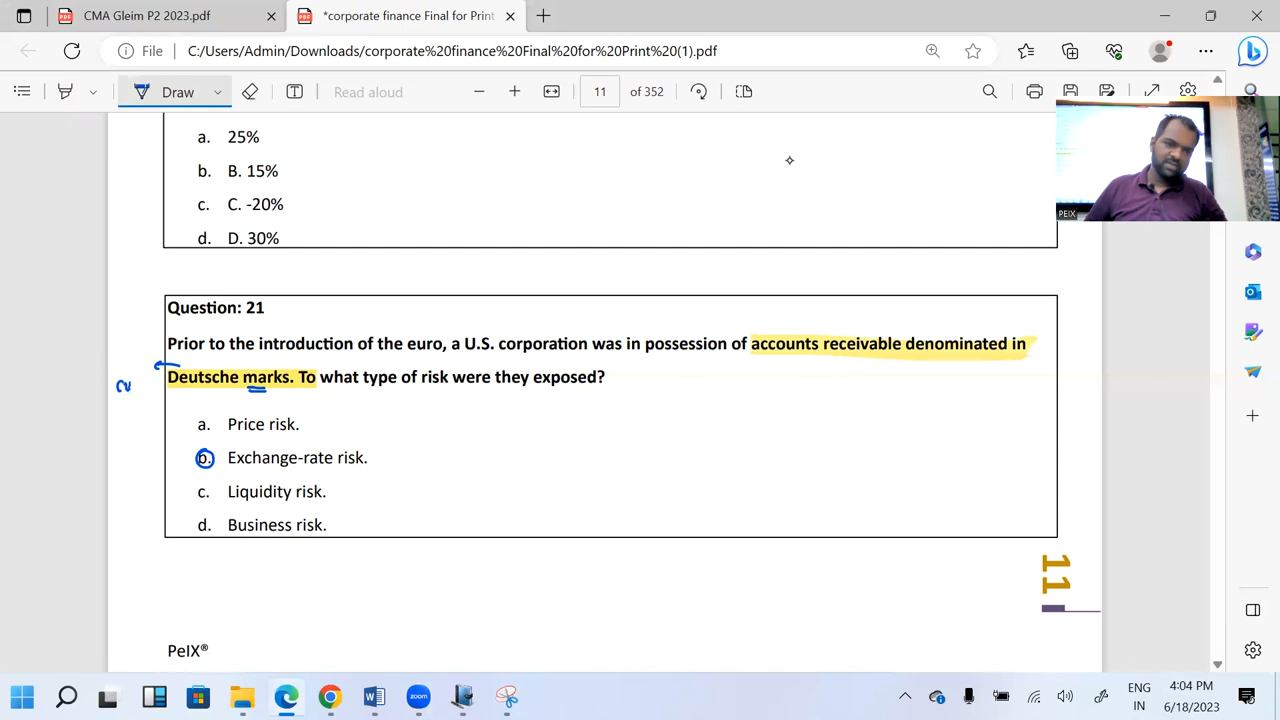 CMA Gleim P2 2023.pdf
*corporate finance Final for Print
File
C:/Users/Admin/Downloads/corporate%20finance%20Final%20for%20Print%20(1).pdf
Draw
Read aloud
11
of 352
a. 25%
b. B. 15%
c. C. -20%
d. D. 30%
PEIX
Question: 21
Prior to the introduction of the euro, a U.S. corporation was in possession of accounts receivable denominated in
Deutsche marks. To what type of risk were they exposed?
a. Price risk.
b. Exchange-rate risk.
c. Liquidity risk.
d. Business risk.
11
PeIX®
zoom
ENG
IN
4:04 PM
6/18/2023